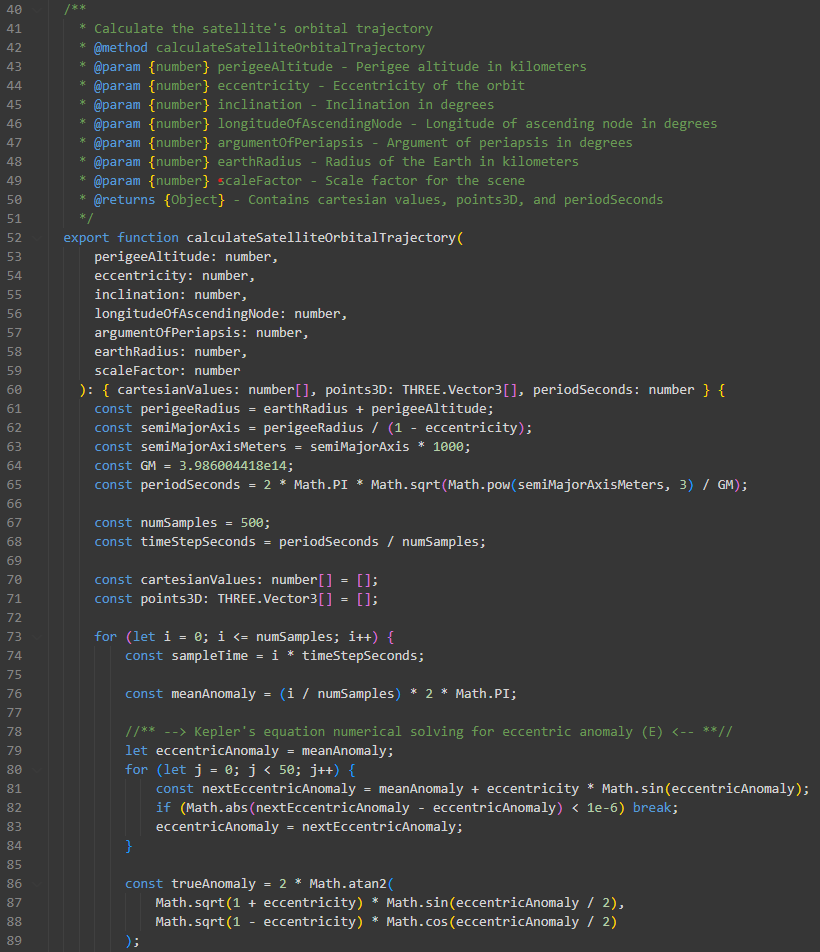 40 /**
41  * Calculate the satellite's orbital trajectory
42  * @method calculateSatelliteOrbitalTrajectory
43  * @param {number} perigeeAltitude - Perigee altitude in kilometers
44  * @param {number} eccentricity - Eccentricity of the orbit
45  * @param {number} inclination - Inclination in degrees
46  * @param {number} longitudeOfAscendingNode - Longitude of ascending node in degrees
47  * @param {number} argumentOfPeriapsis - Argument of periapsis in degrees
48  * @param {number} earthRadius - Radius of the Earth in kilometers
49  * @param {number} scaleFactor - Scale factor for the scene
50  * @returns {Object} - Contains cartesian values, points3D, and periodSeconds
51  */
52 export function calculateSatelliteOrbitalTrajectory(
53     perigeeAltitude: number,
54     eccentricity: number,
55     inclination: number,
56     longitudeOfAscendingNode: number,
57     argumentOfPeriapsis: number,
58     earthRadius: number,
59     scaleFactor: number
60   ): { cartesianValues: number[], points3D: THREE.Vector3[], periodSeconds: number } {
61     const perigeeRadius = earthRadius + perigeeAltitude;
62     const semiMajorAxis = perigeeRadius / (1 - eccentricity);
63     const semiMajorAxisMeters = semiMajorAxis * 1000;
64     const GM = 3.986004418e14;
65     const periodSeconds = 2 * Math.PI * Math.sqrt(Math.pow(semiMajorAxisMeters, 3) / GM);
66
67     const numSamples = 500;
68     const timeStepSeconds = periodSeconds / numSamples;
69
70     const cartesianValues: number[] = [];
71     const points3D: THREE.Vector3[] = [];
72
73     for (let i = 0; i <= numSamples; i++) {
74         const sampleTime = i * timeStepSeconds;
75
76         const meanAnomaly = (i / numSamples) * 2 * Math.PI;
77
78         //** --> Kepler's equation numerical solving for eccentric anomaly (E) <-- **//
79         let eccentricAnomaly = meanAnomaly;
80         for (let j = 0; j < 50; j++) {
81             const nextEccentricAnomaly = meanAnomaly + eccentricity * Math.sin(eccentricAnomaly);
82             if (Math.abs(nextEccentricAnomaly - eccentricAnomaly) < 1e-6) break;
83             eccentricAnomaly = nextEccentricAnomaly;
84         }
85
86         const trueAnomaly = 2 * Math.atan2(
87             Math.sqrt(1 + eccentricity) * Math.sin(eccentricAnomaly / 2),
88             Math.sqrt(1 - eccentricity) * Math.cos(eccentricAnomaly / 2)
89         );